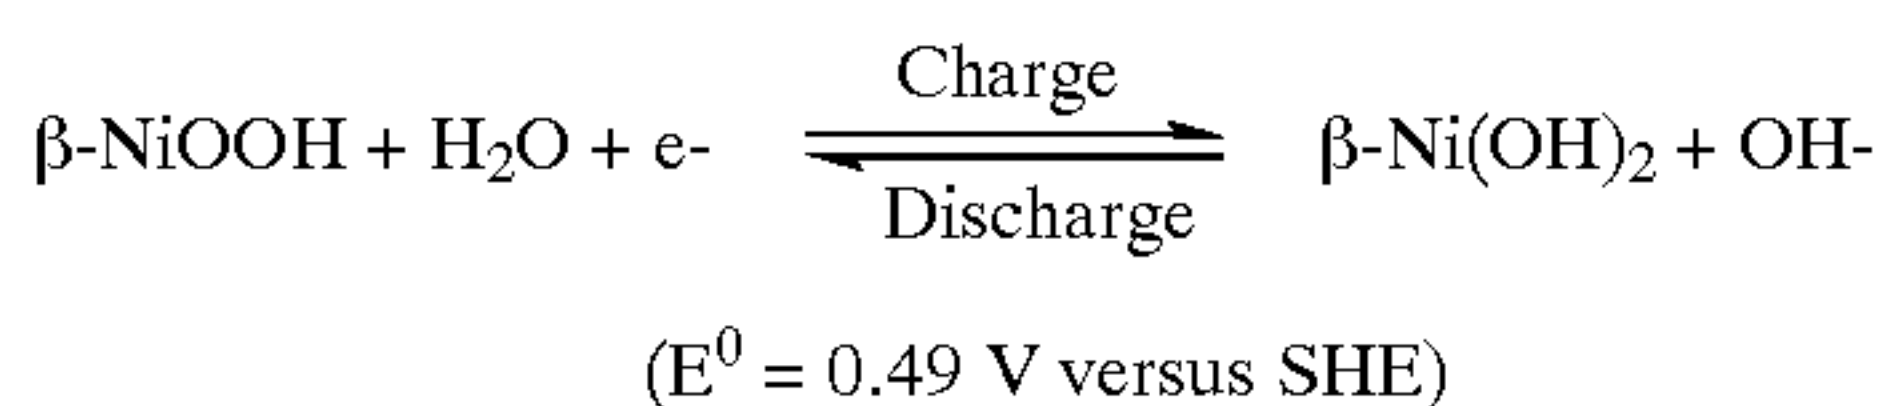 Charge
β-NiOOH + H₂O + e- ⇌ β-Ni(OH)₂ + OH-
Discharge
(E⁰ = 0.49 V versus SHE)